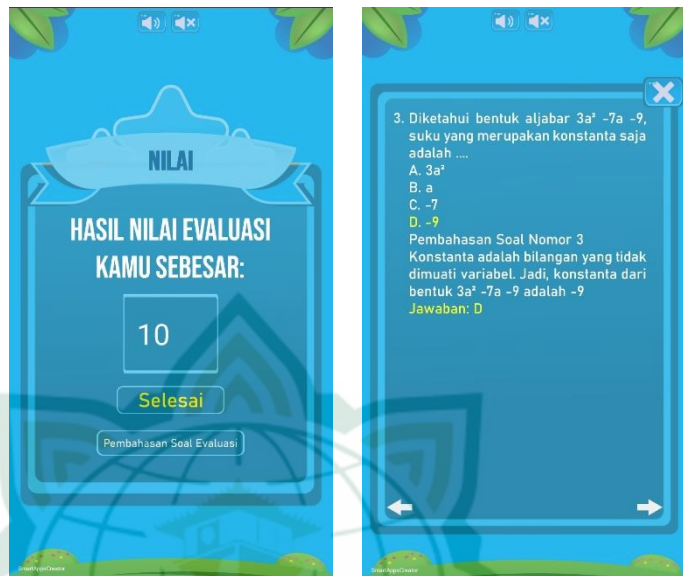 NILAI
HASIL NILAI EVALUASI
KAMU SEBESAR:
10
Selesai
Pembahasan Soal Evaluasi
SmartAppsCreator
3. Diketahui bentuk aljabar 3a² -7a -9,
suku yang merupakan konstanta saja
adalah ....
A. 3a²
B. a
C. -7
D. -9
Pembahasan Soal Nomor 3
Konstanta adalah bilangan yang tidak
dimuati variabel. Jadi, konstanta dari
bentuk 3a² -7a -9 adalah -9
Jawaban: D
SmartAppsCreator